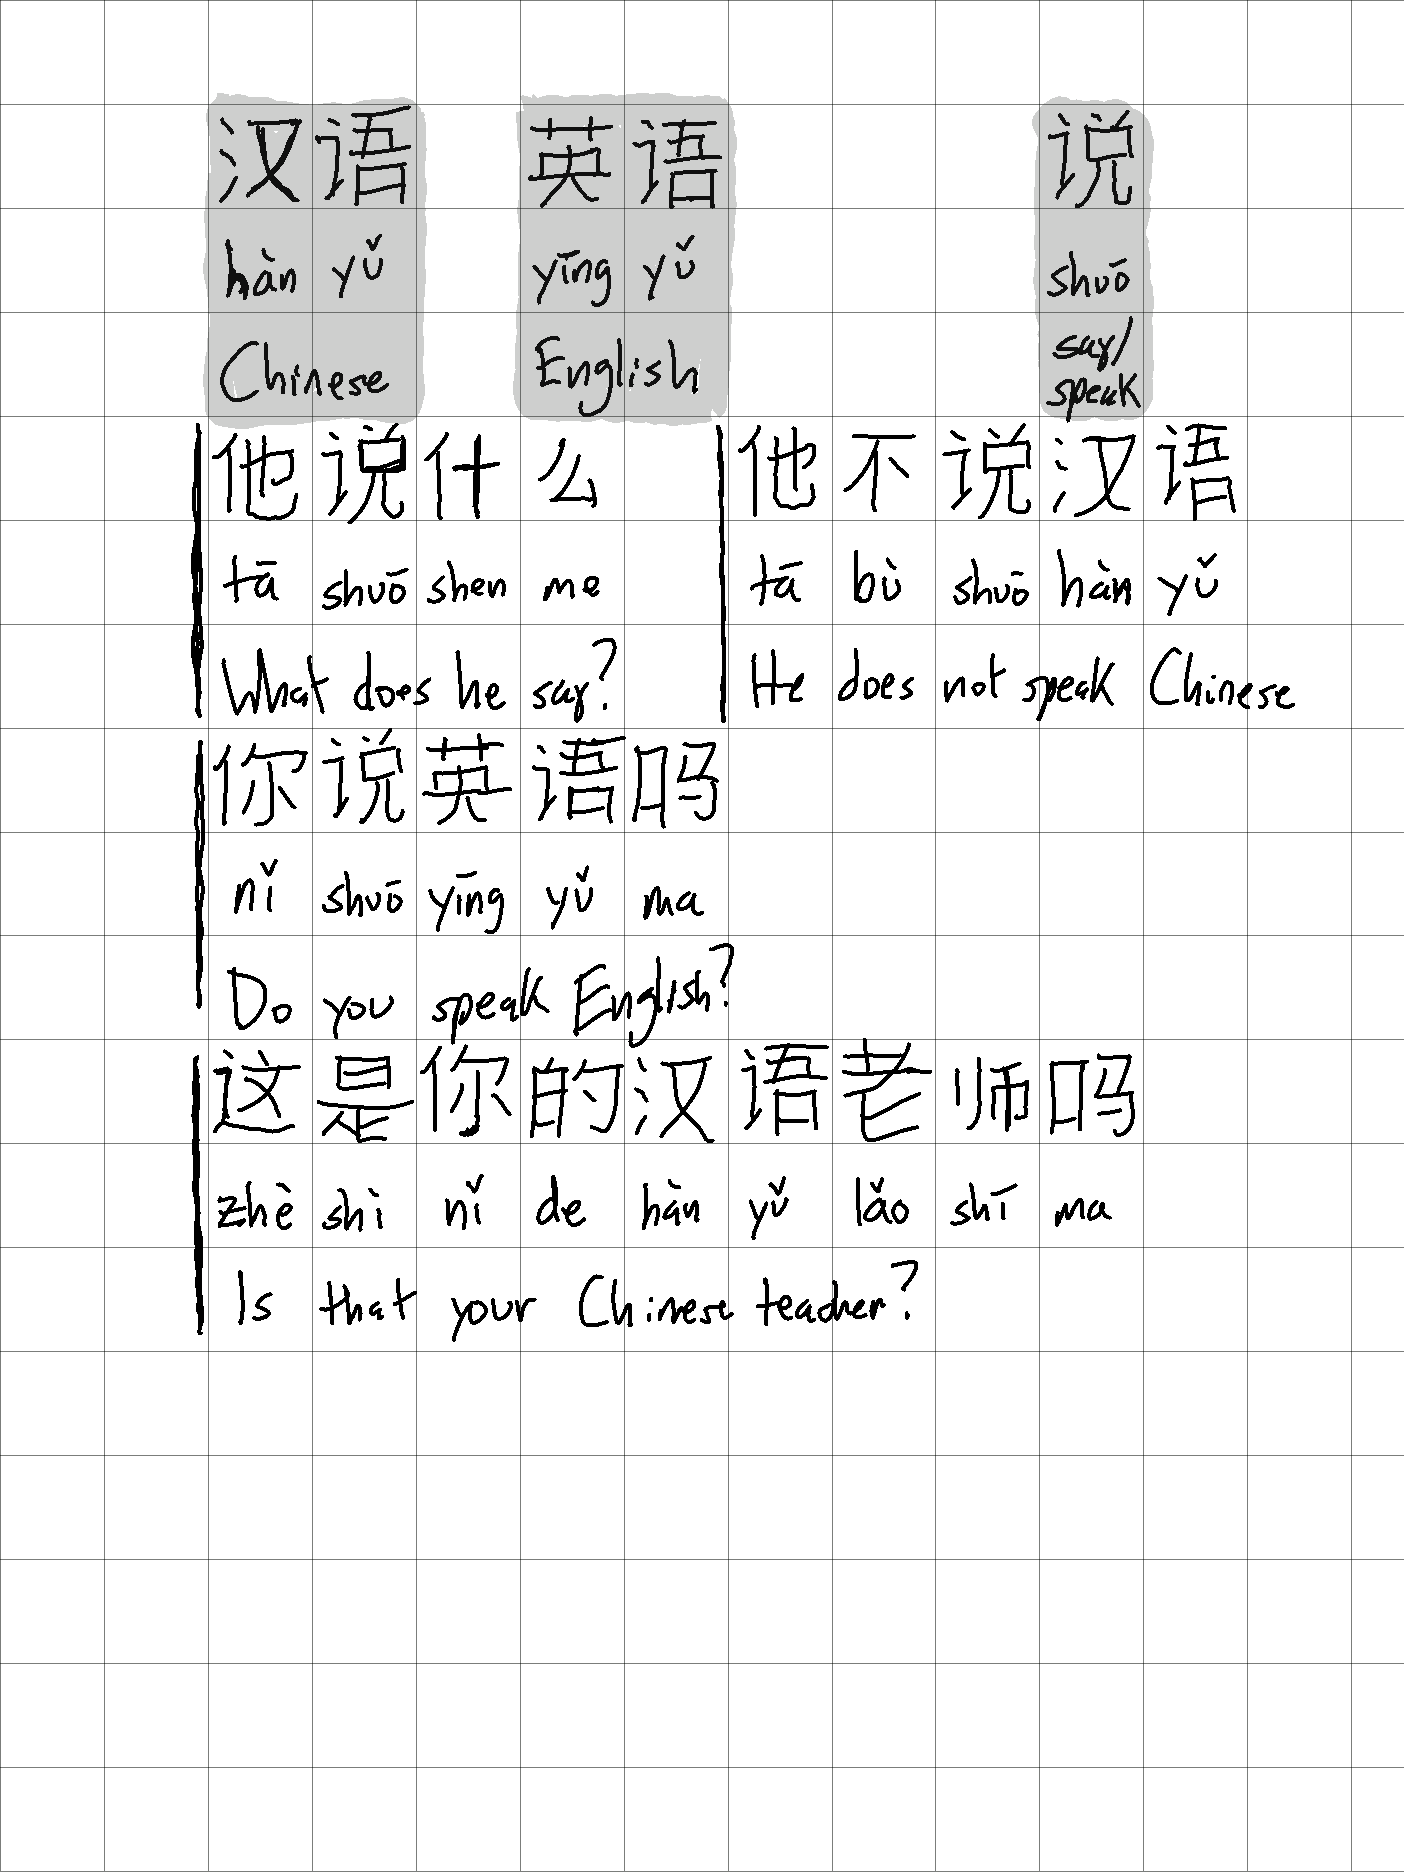 汉语 英语 说
hàn yǔ yīng yǔ shuō
Chinese English say/
speak
他说什么 他不说汉语
tā shuō shen me tā bù shuō hàn yǔ
What does he say? He does not speak Chinese
你说英语吗
nǐ shuō yīng yǔ ma
Do you speak English?
这是你的汉语老师吗
zhè shì nǐ de hàn yǔ lǎo shī ma
Is that your Chinese teacher?